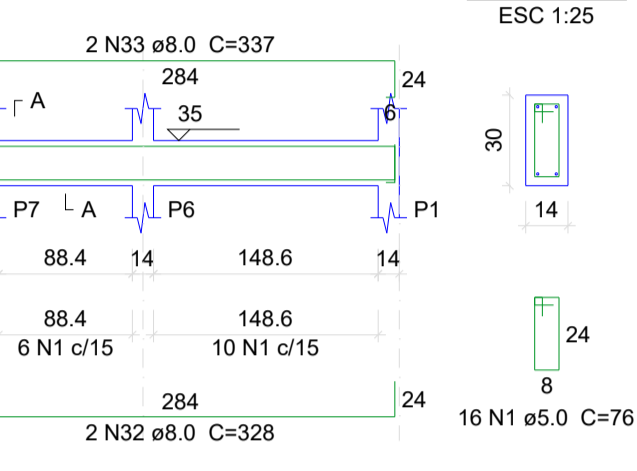 ESC 1:25
2 N33 ø8.0 C=337
284
24
A
35
6
30
P7
A
P6
P1
14
88.4
14
148.6
14
88.4
148.6
6 N1 c/15
10 N1 c/15
24
8
284
24
16 N1 ø5.0 C=76
2 N32 ø8.0 C=328